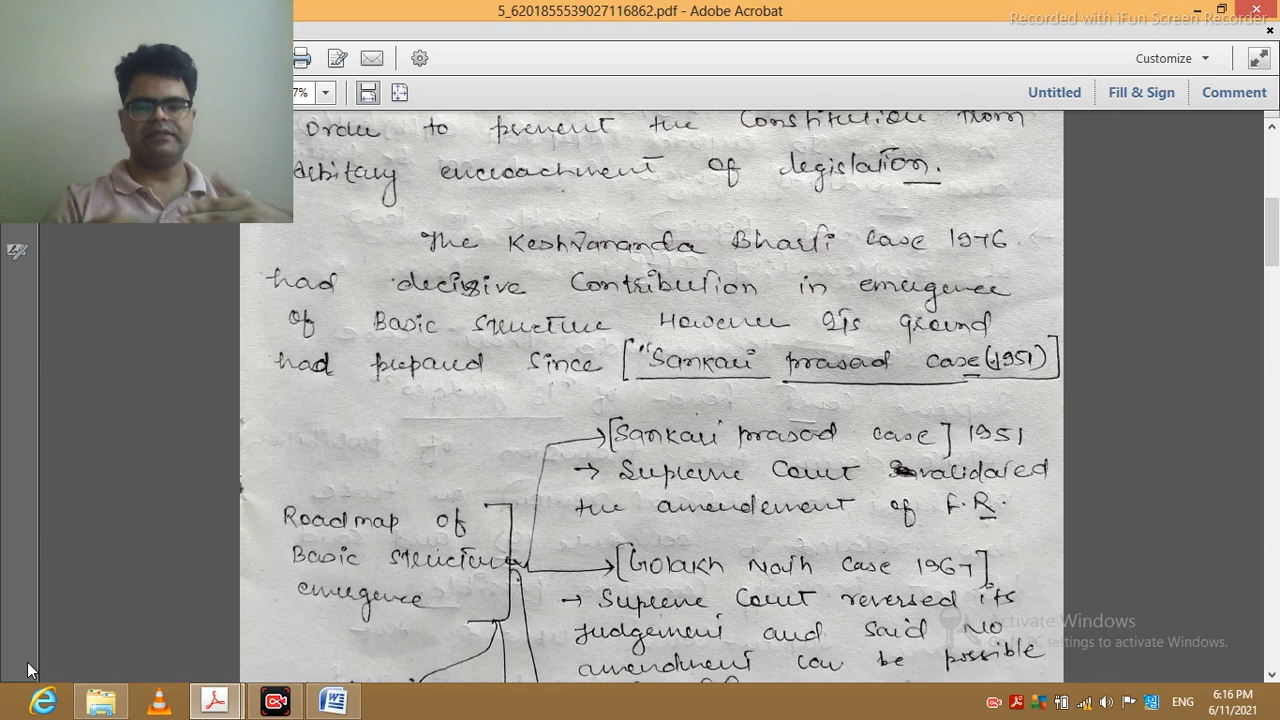 5_6201855539027116862.pdf - Adobe Acrobat
Recorded with iFun Screen Recorder
Customize
7%
Untitled
Fill & Sign
Comment
Order to prevent the Constitution from
arbitary encroachment of legislation.
The Keshvananda Bharti Case 1976
had decisive Contribution in emergence
of Basic structure However Its ground
had prepared since ["Sankari prasad case (1951)]
[Sankari prasad case] 1951
→ Supreme Court validated
the amendement of F.R.
Roadmap of
Basic structure
emergence
[Golakh Nath Case 1967]
→ Supreme Court reversed its
judgement and said NO
amendment can be possible
Activate Windows
Go to PC settings to activate Windows.
ENG
6:16 PM
6/11/2021